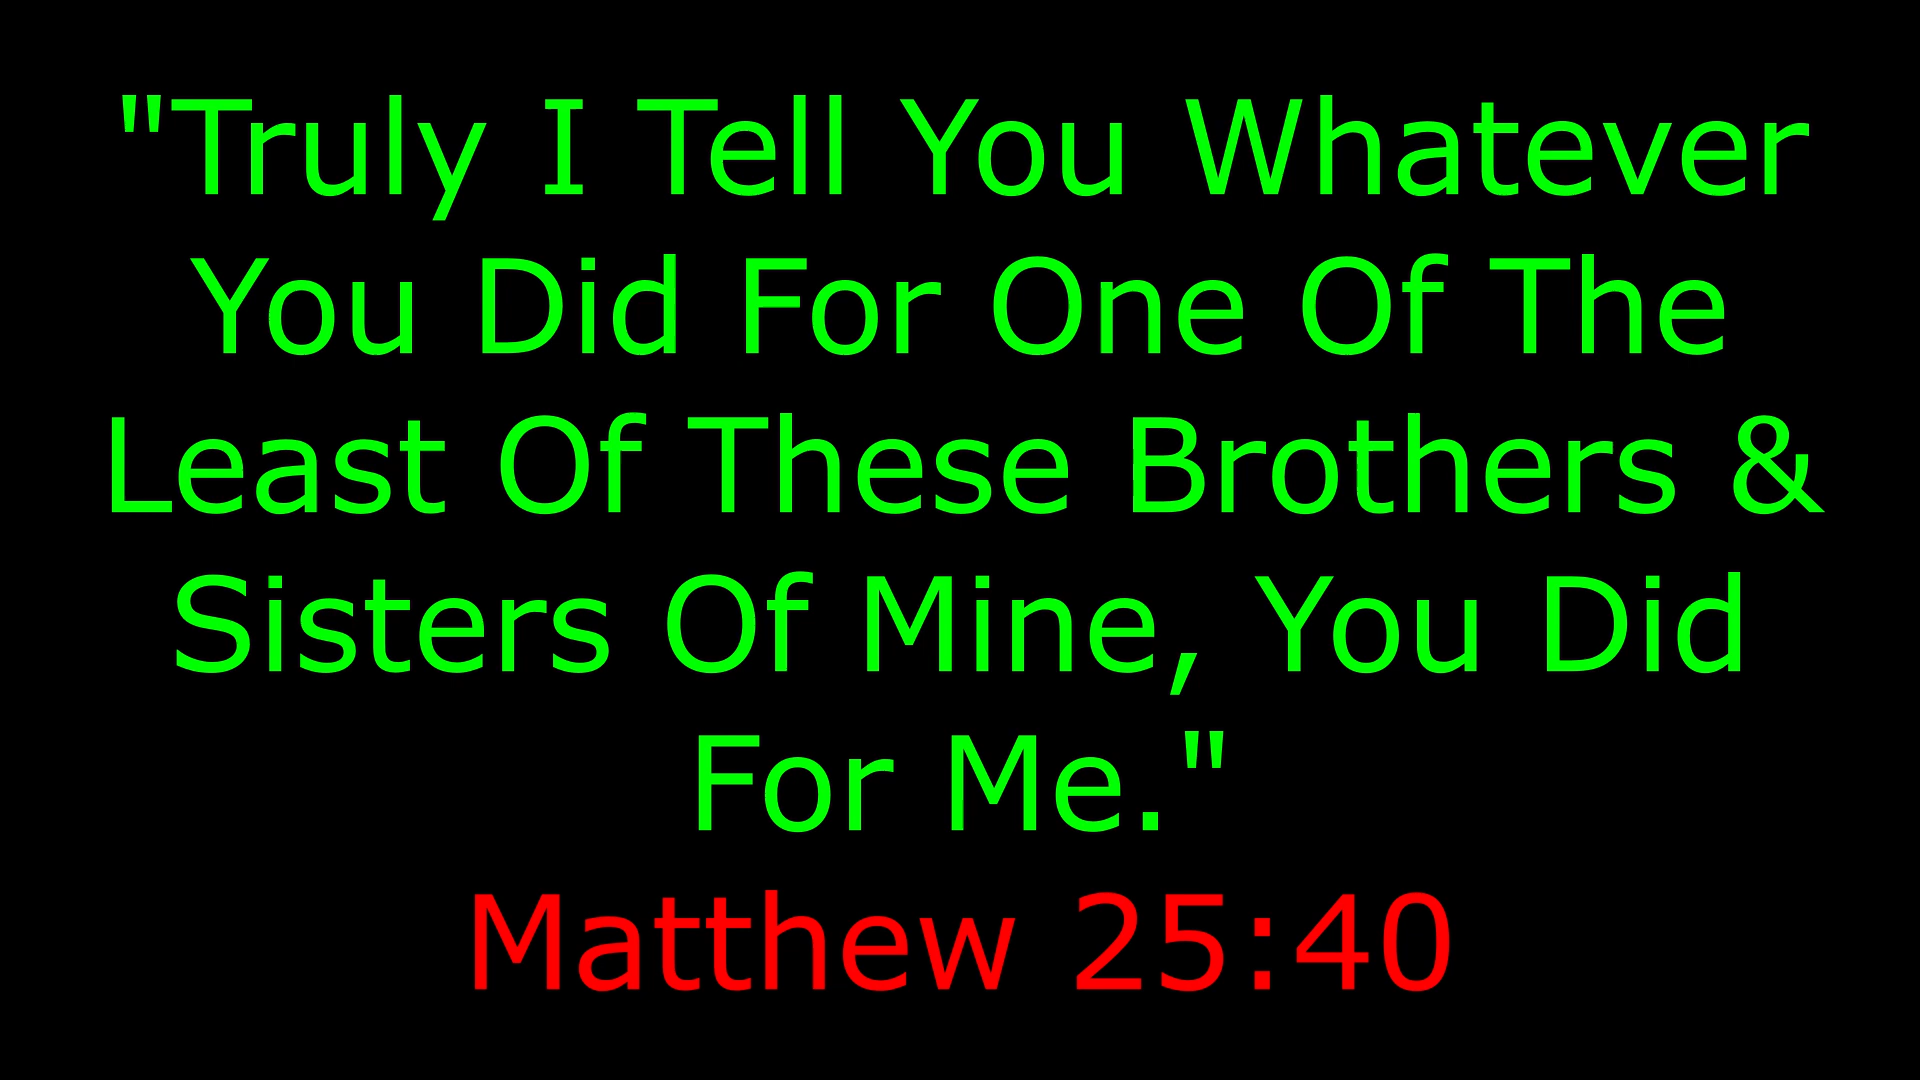 "Truly I Tell You Whatever
You Did For One Of The
Least Of These Brothers &
Sisters Of Mine, You Did
For Me."
Matthew 25:40